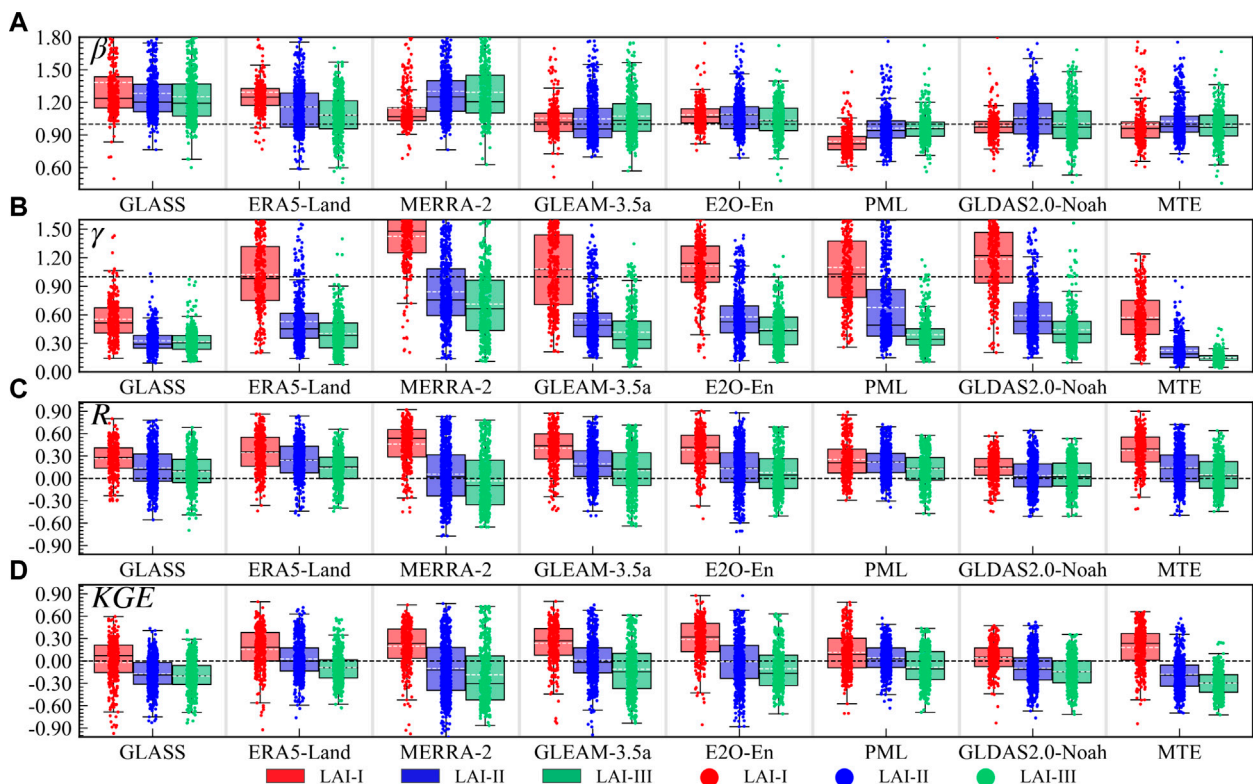 A
β
1.80
1.50
1.20
0.90
0.60
GLASS ERA5-Land MERRA-2 GLEAM-3.5a E2O-En PML GLDAS2.0-Noah MTE
B
γ
1.50
1.20
0.90
0.60
0.30
0.00
GLASS ERA5-Land MERRA-2 GLEAM-3.5a E2O-En PML GLDAS2.0-Noah MTE
C
R
0.90
0.60
0.30
0.00
-0.30
-0.60
-0.90
GLASS ERA5-Land MERRA-2 GLEAM-3.5a E2O-En PML GLDAS2.0-Noah MTE
D
KGE
0.90
0.60
0.30
0.00
-0.30
-0.60
-0.90
GLASS ERA5-Land MERRA-2 GLEAM-3.5a E2O-En PML GLDAS2.0-Noah MTE
LAI-I LAI-II LAI-III LAI-I LAI-II LAI-III